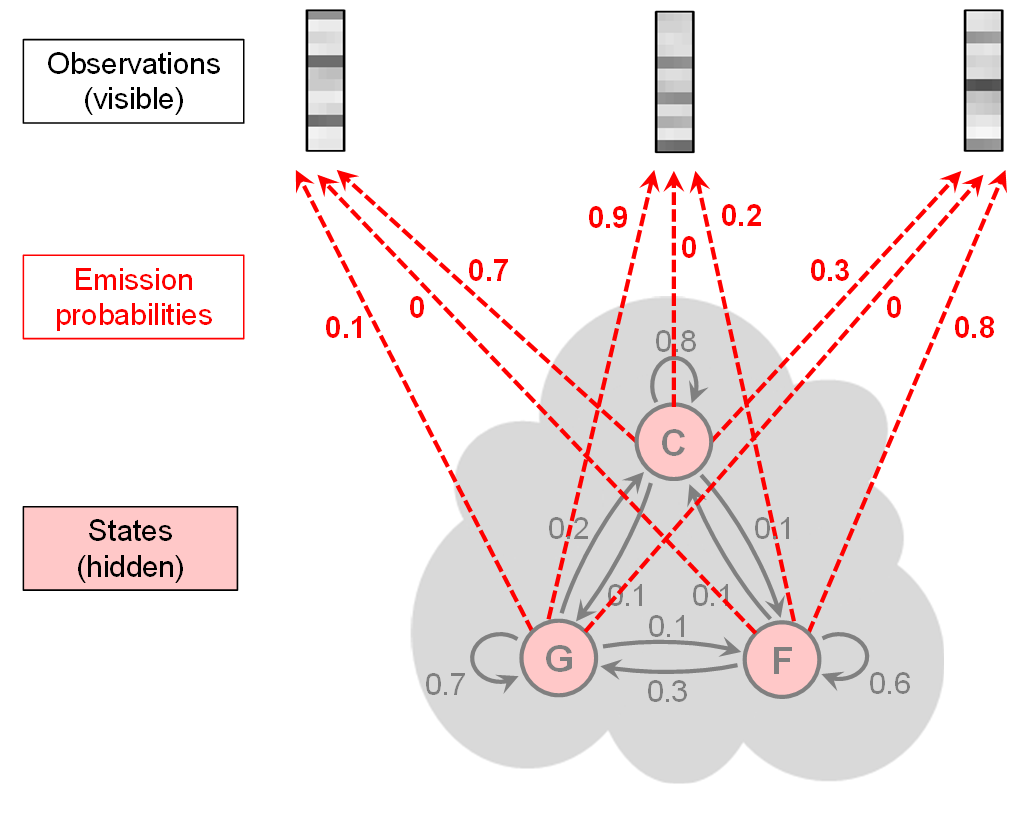 Observations
(visible)
0.9
0.2
0
0.7
0.3
Emission
probabilities
0
0
0.1
0.8
0.8
C
States
(hidden)
0.2
0.1
0.1
0.1
0.1
G
F
0.7
0.3
0.6